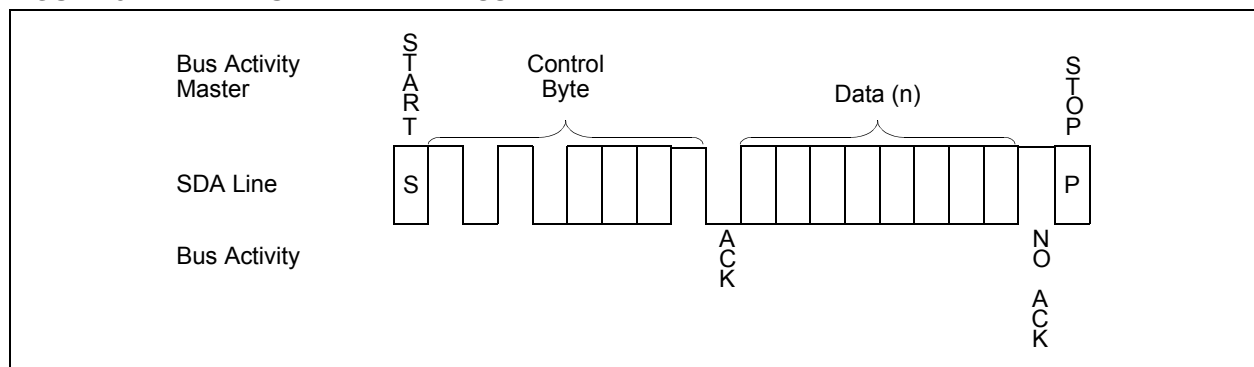 Bus Activity
Master
START
Control
Byte
Data (n)
STOP
SDA Line
S
P
Bus Activity
ACK
NO ACK